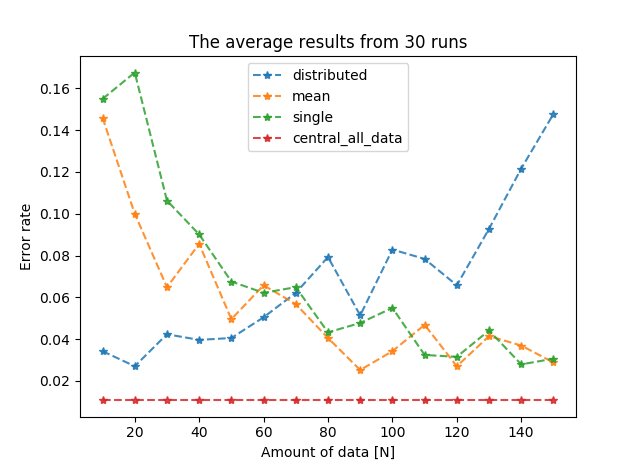 The average results from 30 runs
distributed
mean
single
central_all_data
0.16
0.14
0.12
0.10
0.08
0.06
0.04
0.02
Error rate
20 40 60 80 100 120 140
Amount of data [N]